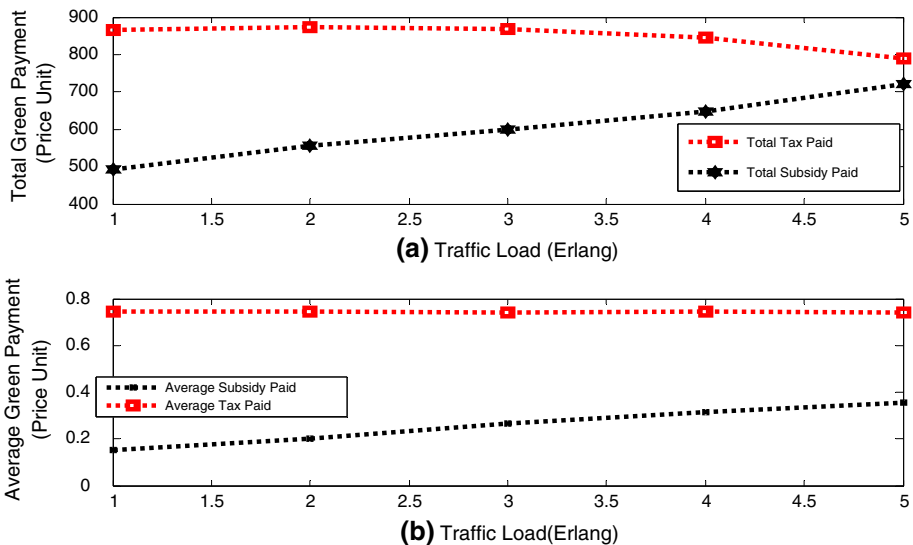 Total Green Payment
(Price Unit)
900
800
700
600
500
400
Total Tax Paid
Total Subsidy Paid
1 1.5 2 2.5 3 3.5 4 4.5 5
(a) Traffic Load (Erlang)
Average Green Payment
(Price Unit)
0.8
0.6
0.4
0.2
0
Average Subsidy Paid
Average Tax Paid
1 1.5 2 2.5 3 3.5 4 4.5 5
(b) Traffic Load(Erlang)